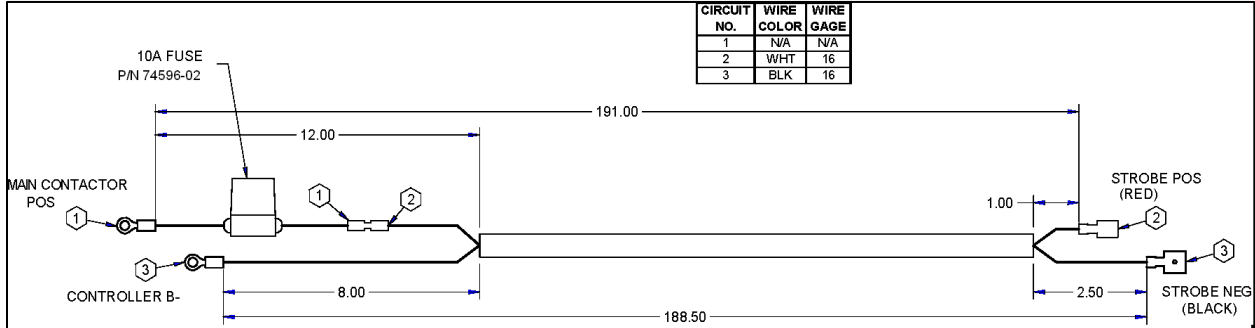 CIRCUIT NO. WIRE COLOR WIRE GAGE
1 N/A N/A
2 WHT 16
3 BLK 16
10A FUSE
P/N 74596-02
191.00
12.00
MAIN CONTACTOR
POS
1
1
2
1.00
STROBE POS
(RED)
2
3
3
CONTROLLER B-
8.00
2.50
STROBE NEG
(BLACK)
188.50